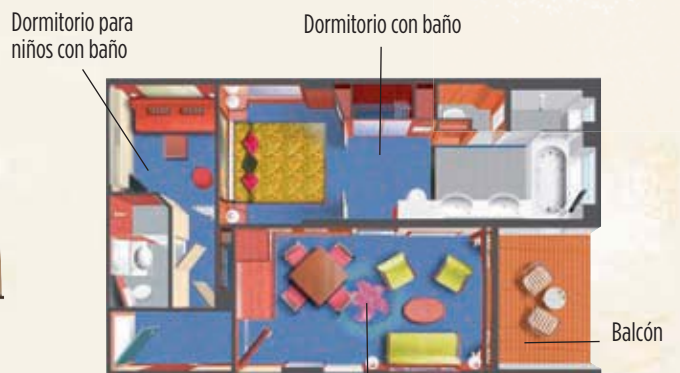 Dormitorio para
niños con baño
Dormitorio con baño
Balcón